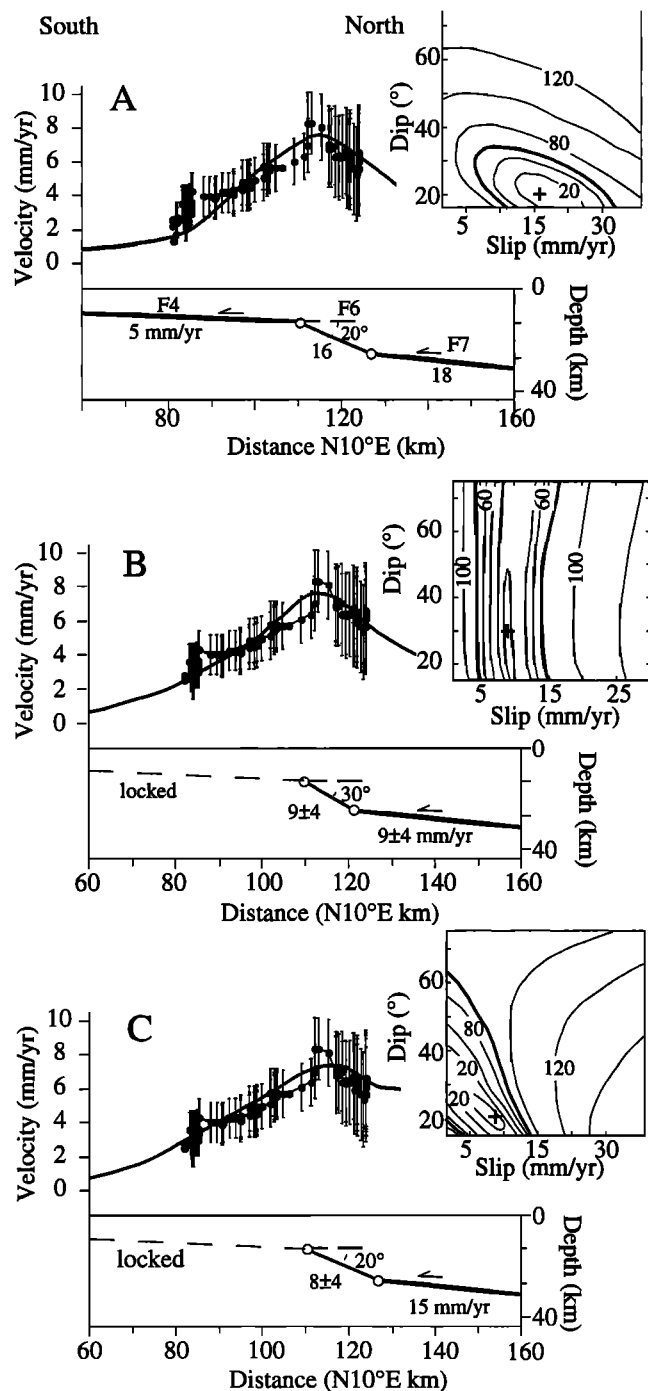 South
North
A
Velocity (mm/yr)
10
8
6
4
2
0
Dip (°)
60
40
20
120
80
20
5
15
30
Slip (mm/yr)
F4
5 mm/yr
F6
20°
16
F7
18
0
40
Depth (km)
60
80
100
120
140
160
Distance N10°E (km)
B
Velocity (mm/yr)
10
8
6
4
2
0
Dip (°)
60
40
20
100
60
60
100
5
15
25
Slip (mm/yr)
locked
30°
9±4
9±4 mm/yr
0
40
Depth (km)
60
80
100
120
140
160
Distance (N10°E km)
C
Velocity (mm/yr)
10
8
6
4
2
0
Dip (°)
60
40
20
80
20
20
120
5
15
30
Slip (mm/yr)
locked
20°
8±4
15 mm/yr
0
40
Depth (km)
60
80
100
120
140
160
Distance (N10°E km)